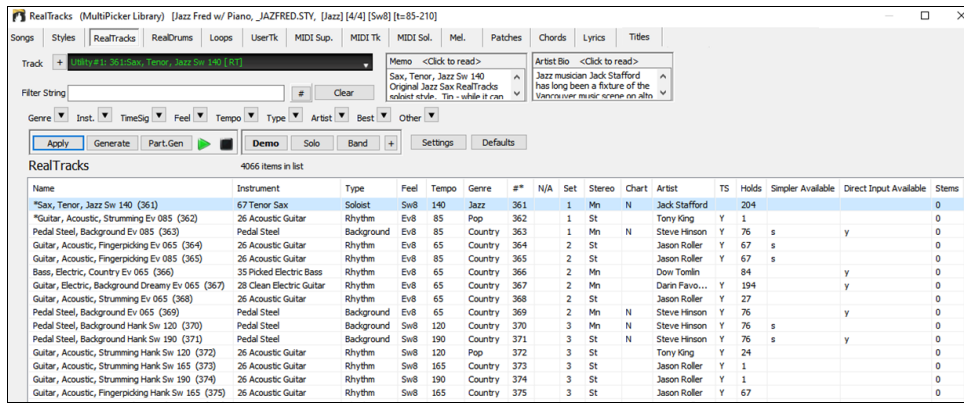 RealTracks (MultiPicker Library) [Jazz Fred w/ Piano, _JAZFRED.STY, [Jazz] [4/4] [Sw8] [t=85-210]
Songs Styles RealTracks RealDrums Loops UserTk MIDI Sup. MIDI Tk MIDI Sol. Mel. Patches Chords Lyrics Titles
Track + Utility#1: 361:Sax, Tenor, Jazz Sw 140 [RT]
Memo <Click to read>
Sax, Tenor, Jazz Sw 140
Original Jazz Sax RealTracks
soloist style. Tip - while it can
Artist Bio <Click to read>
Jazz musician Jack Stafford
has long been a fixture of the
Vancouver music scene on alto
Filter String # Clear
Genre Inst. TimeSig Feel Tempo Type Artist Best Other
Apply Generate Part.Gen Demo Solo Band + Settings Defaults
RealTracks 4066 items in list
Name Instrument Type Feel Tempo Genre #* N/A Set Stereo Chart Artist TS Holds Simpler Available Direct Input Available Stems
*Sax, Tenor, Jazz Sw 140 (361) 67 Tenor Sax Soloist Sw8 140 Jazz 361 1 Mn N Jack Stafford 204 0
*Guitar, Acoustic, Strumming Ev 085 (362) 26 Acoustic Guitar Rhythm Ev8 85 Pop 362 1 St Tony King Y 1 0
Pedal Steel, Background Ev 085 (363) Pedal Steel Background Ev8 85 Country 363 1 Mn N Steve Hinson Y 76 s y 0
Guitar, Acoustic, Fingerpicking Ev 065 (364) 26 Acoustic Guitar Rhythm Ev8 65 Country 364 2 St Jason Roller Y 67 s 0
Guitar, Acoustic, Fingerpicking Ev 085 (365) 26 Acoustic Guitar Rhythm Ev8 85 Country 365 2 St Jason Roller Y 67 s 0
Bass, Electric, Country Ev 065 (366) 35 Picked Electric Bass Rhythm Ev8 65 Country 366 2 Mn Dow Tomlin 84 y 0
Guitar, Electric, Background Dreamy Ev 065 (367) 28 Clean Electric Guitar Rhythm Ev8 65 Country 367 2 Mn Darin Favo... Y 194 y 0
Guitar, Acoustic, Strumming Ev 065 (368) 26 Acoustic Guitar Rhythm Ev8 65 Country 368 2 St Jason Roller Y 27 0
Pedal Steel, Background Ev 065 (369) Pedal Steel Background Ev8 65 Country 369 2 Mn N Steve Hinson Y 76 y 0
Pedal Steel, Background Hank Sw 120 (370) Pedal Steel Background Sw8 120 Country 370 3 Mn N Steve Hinson Y 76 s y 0
Pedal Steel, Background Hank Sw 190 (371) Pedal Steel Background Sw8 190 Country 371 3 St N Steve Hinson Y 76 s y 0
Guitar, Acoustic, Strumming Hank Sw 120 (372) 26 Acoustic Guitar Rhythm Sw8 120 Pop 372 3 St Tony King Y 24 0
Guitar, Acoustic, Strumming Hank Sw 165 (373) 26 Acoustic Guitar Rhythm Sw8 165 Country 373 3 St Jason Roller Y 1 0
Guitar, Acoustic, Strumming Hank Sw 190 (374) 26 Acoustic Guitar Rhythm Sw8 190 Country 374 3 St Jason Roller Y 1 0
Guitar, Acoustic, Fingerpicking Hank Sw 165 (375) 26 Acoustic Guitar Rhythm Sw8 165 Country 375 3 St Jason Roller Y 67 0